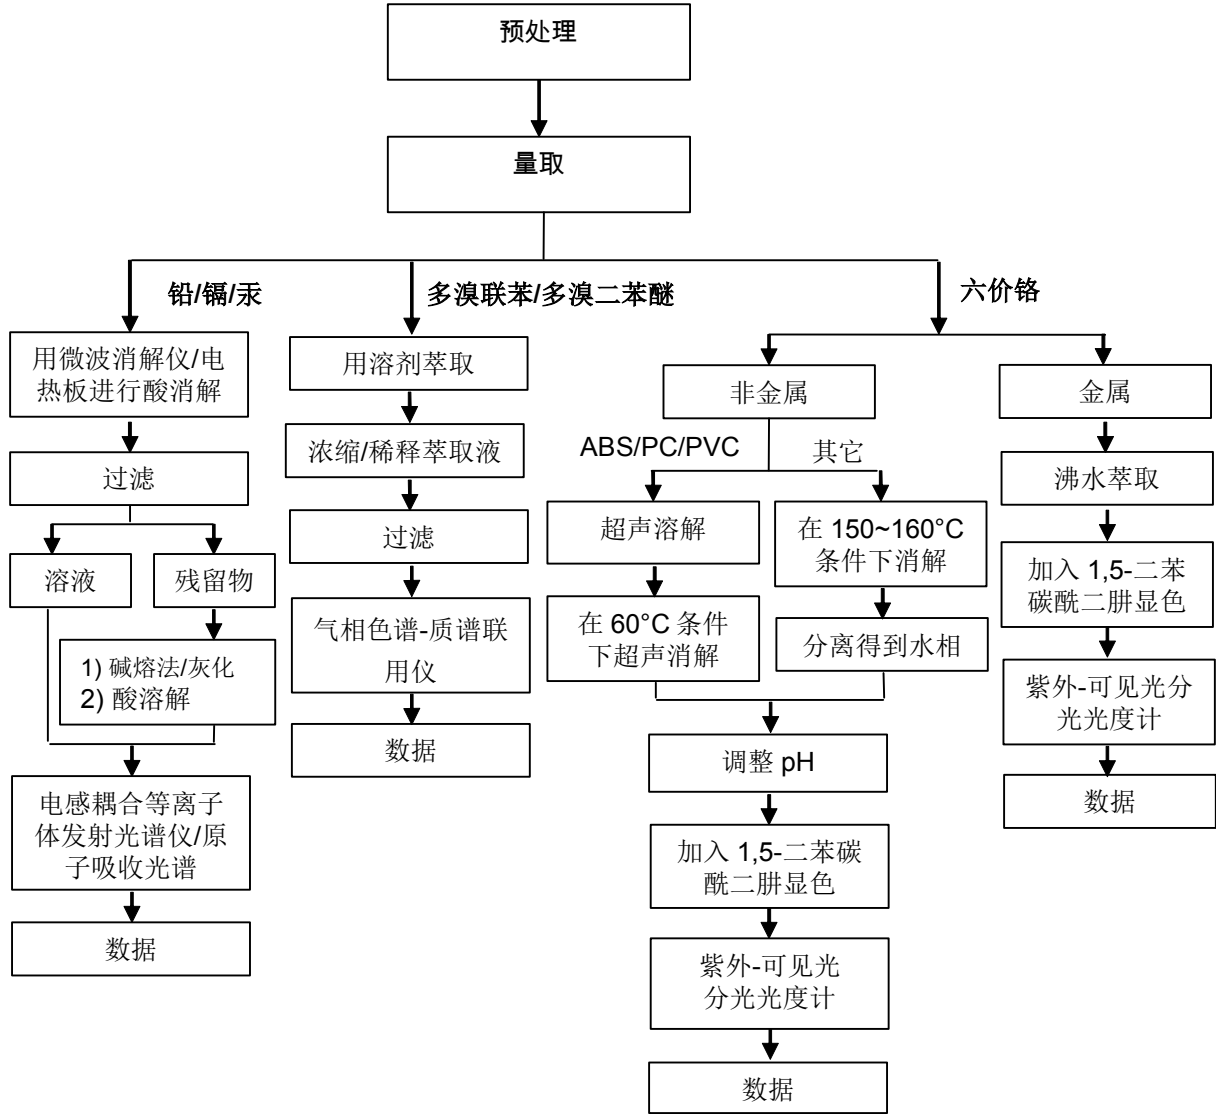 预处理
量取
铅/镉/汞
多溴联苯/多溴二苯醚
六价铬
用微波消解仪/电
热板进行酸消解
过滤
溶液
残留物
1) 碱熔法/灰化
2) 酸溶解
电感耦合等离子
体发射光谱仪/原
子吸收光谱
数据
用溶剂萃取
浓缩/稀释萃取液
过滤
气相色谱-质谱联
用仪
数据
非金属
ABS/PC/PVC
其它
超声溶解
在 60°C 条件
下超声消解
在 150~160°C
条件下消解
分离得到水相
调整 pH
加入 1,5-二苯碳
酰二肼显色
紫外-可见光
分光光度计
数据
金属
沸水萃取
加入 1,5-二苯
碳酰二肼显色
紫外-可见光分
光光度计
数据